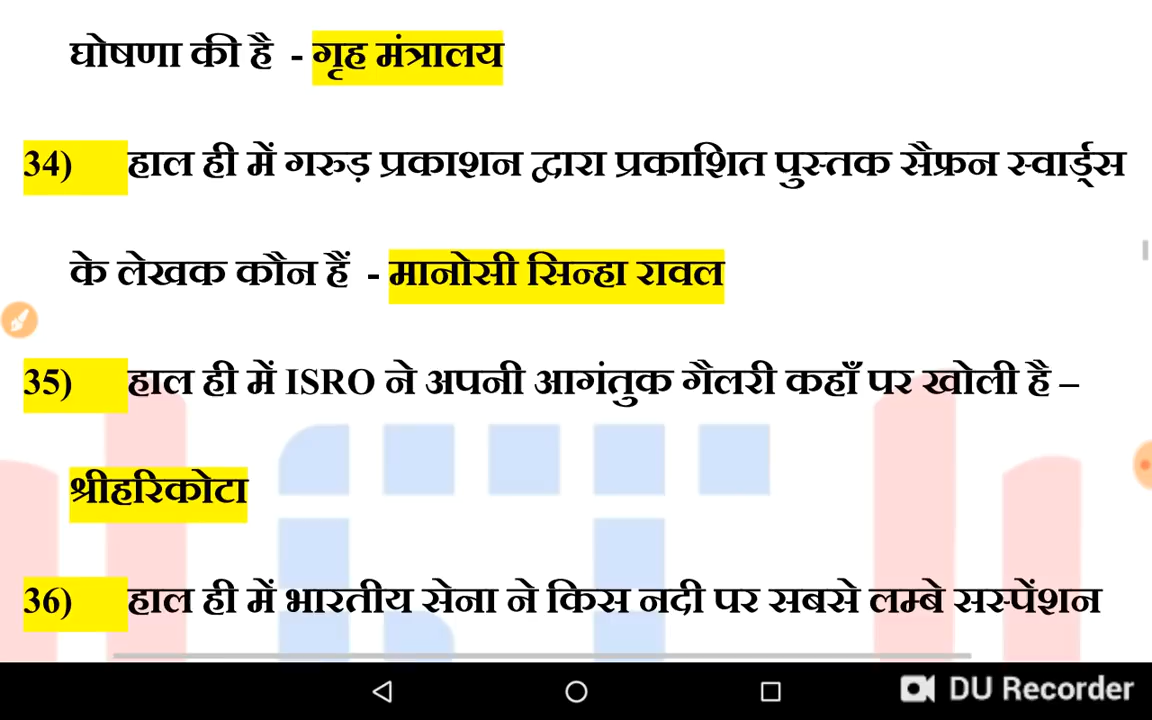 घोषणा की है - गृह मंत्रालय
34) हाल ही में गरुड़ प्रकाशन द्वारा प्रकाशित पुस्तक सैफ्रन स्वार्ड्स
के लेखक कौन हैं - मानोसी सिन्हा रावल
35) हाल ही में ISRO ने अपनी आगंतुक गैलरी कहाँ पर खोली है –
श्रीहरिकोटा
36) हाल ही में भारतीय सेना ने किस नदी पर सबसे लम्बे सस्पेंशन
DU Recorder